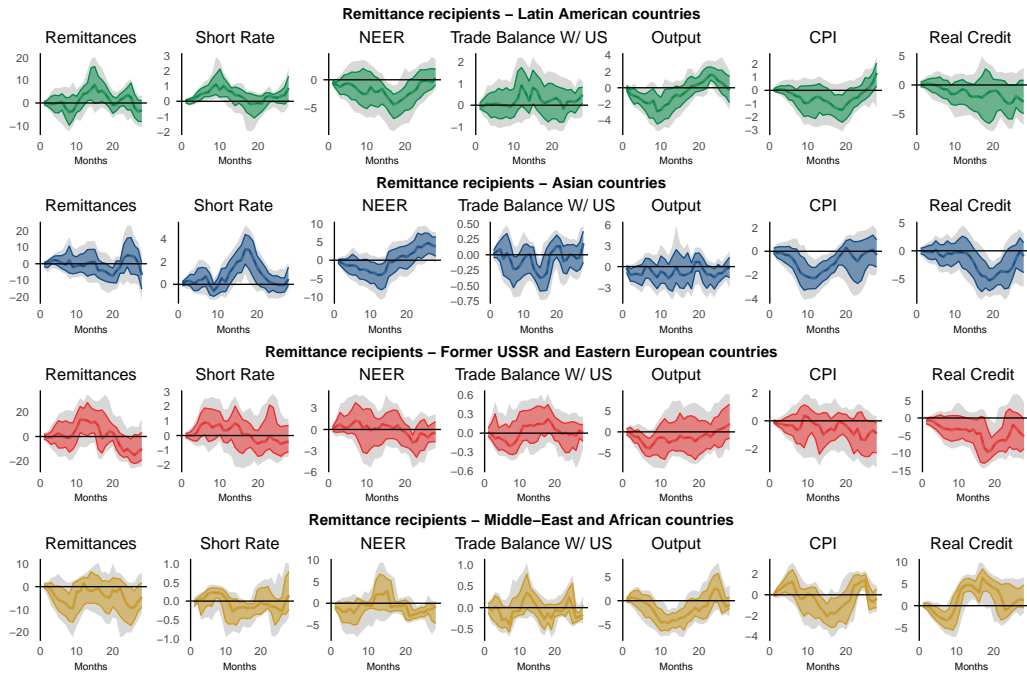 Remittance recipients − Latin American countries
Remittances Short Rate NEER Trade Balance W/ US Output CPI Real Credit
20 10 0 −10
3 2 1 0 −1 −2
0 −5
2 1 0 −1
2 0 −2 −4
2 1 0 −1 −2 −3
5 0 −5
0 10 20 0 10 20 0 10 20 0 10 20 0 10 20 0 10 20 0 10 20
Months Months Months Months Months Months Months
Remittance recipients − Asian countries
Remittances Short Rate NEER Trade Balance W/ US Output CPI Real Credit
20 10 0 −10 −20
4 2 0
10 5 0 −5 −10
0.50 0.25 0.00 −0.25 −0.50 −0.75
6 3 0 −3
2 0 −2 −4
5 0 −5
0 10 20 0 10 20 0 10 20 0 10 20 0 10 20 0 10 20 0 10 20
Months Months Months Months Months Months Months
Remittance recipients − Former USSR and Eastern European countries
Remittances Short Rate NEER Trade Balance W/ US Output CPI Real Credit
20 0 −20
3 2 1 0 −1 −2
3 0 −3 −6
0.6 0.3 0.0 −0.3 −0.6
5 0 −5
2 0 −2
5 0 −5 −10 −15
0 10 20 0 10 20 0 10 20 0 10 20 0 10 20 0 10 20 0 10 20
Months Months Months Months Months Months Months
Remittance recipients − Middle−East and African countries
Remittances Short Rate NEER Trade Balance W/ US Output CPI Real Credit
10 0 −10 −20
1.0 0.5 0.0 −0.5 −1.0
10 5 0 −5
1.0 0.5 0.0 −0.5
5 0 −5
2 0 −2 −4
5 0 −5
0 10 20 0 10 20 0 10 20 0 10 20 0 10 20 0 10 20 0 10 20
Months Months Months Months Months Months Months